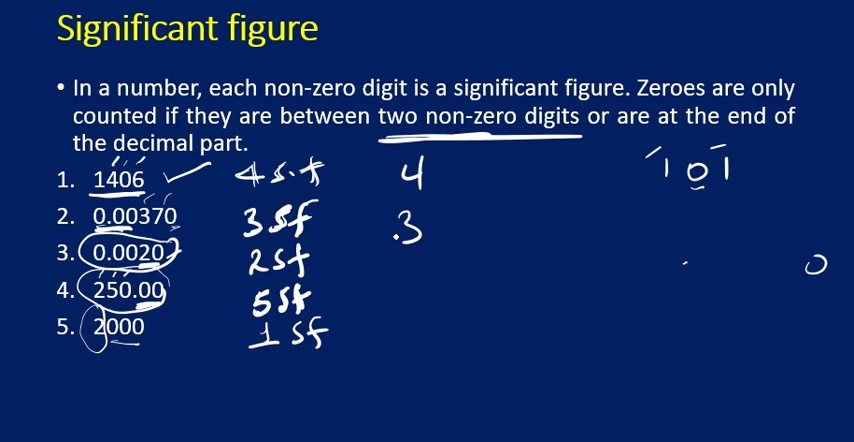 Significant figure
• In a number, each non-zero digit is a significant figure. Zeroes are only
counted if they are between two non-zero digits or are at the end of
the decimal part.
1. 1406 4 s.f 4 101
2. 0.00370 3 sf 3
3. 0.0020 2 sf 0
4. 250.00 5 sf
5. 2000 1 sf